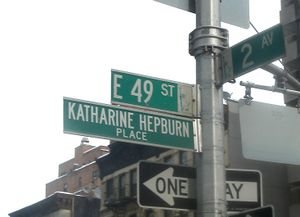 E 49 ST
2 AV
KATHARINE HEPBURN
PLACE
ONE WAY